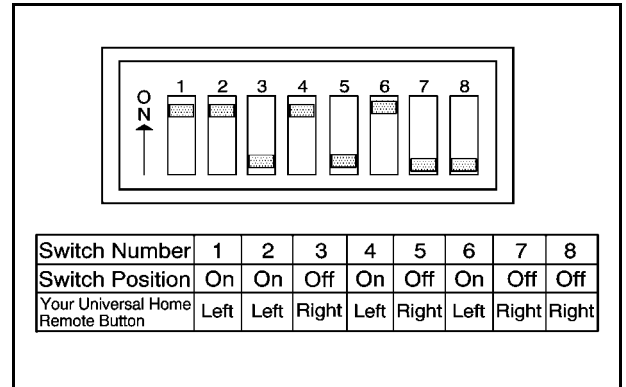 ON
1 2 3 4 5 6 7 8
Switch Number 1 2 3 4 5 6 7 8
Switch Position On On Off On Off On Off Off
Your Universal Home Remote Button Left Left Right Left Right Left Right Right